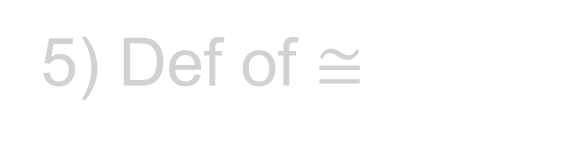 5) Def of ≅